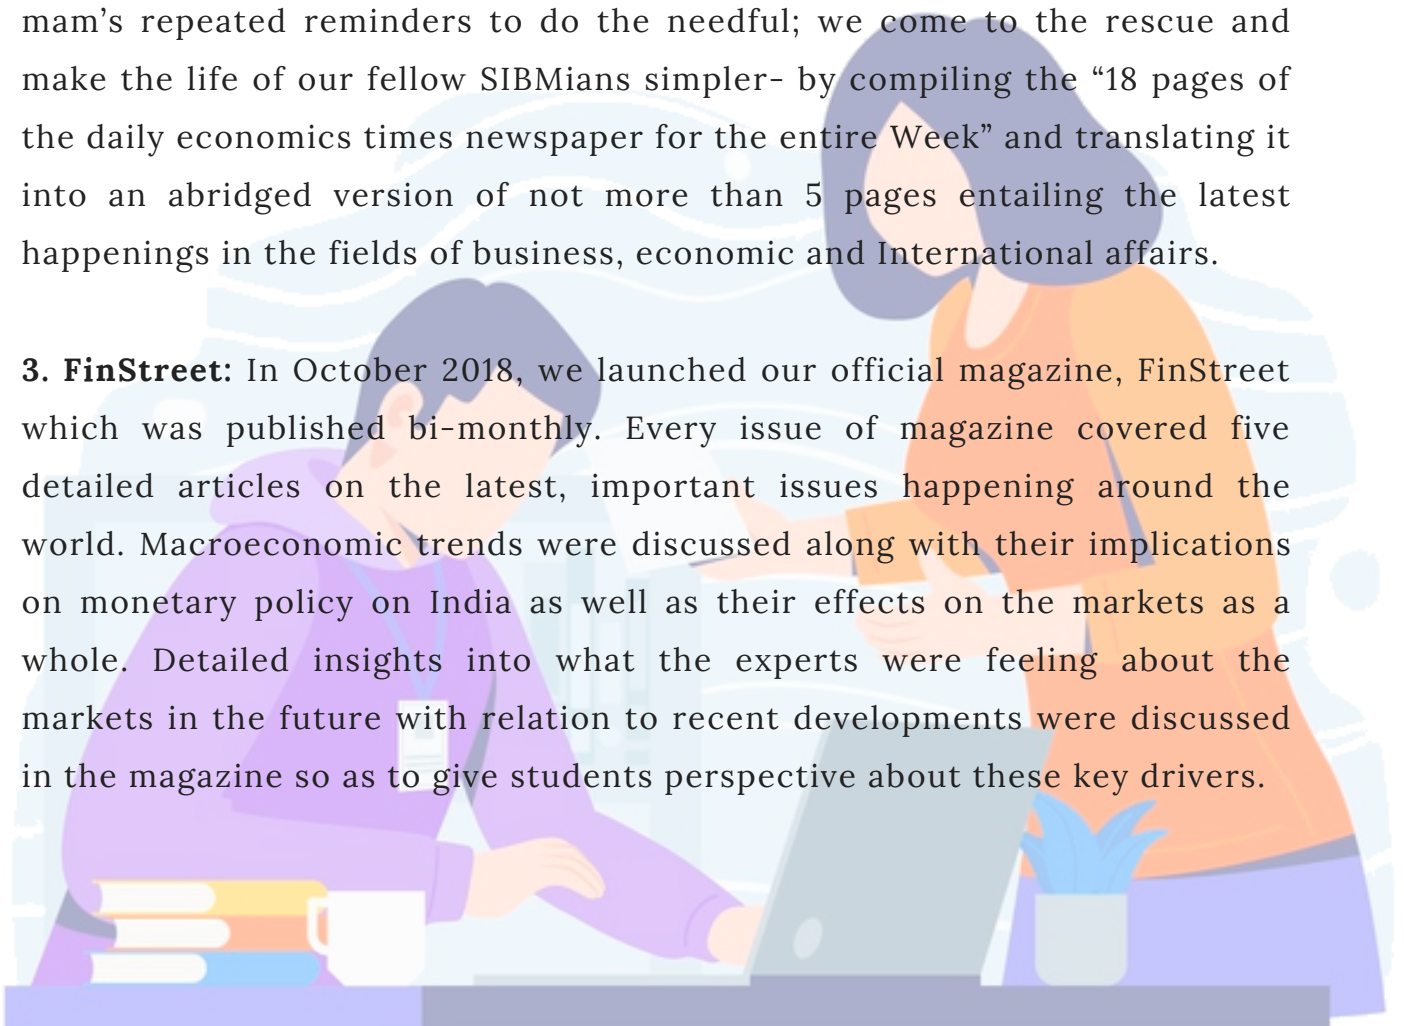 mam’s repeated reminders to do the needful; we come to the rescue and
make the life of our fellow SIBMians simpler- by compiling the “18 pages of
the daily economics times newspaper for the entire Week” and translating it
into an abridged version of not more than 5 pages entailing the latest
happenings in the fields of business, economic and International affairs.
3. FinStreet: In October 2018, we launched our official magazine, FinStreet
which was published bi-monthly. Every issue of magazine covered five
detailed articles on the latest, important issues happening around the
world. Macroeconomic trends were discussed along with their implications
on monetary policy on India as well as their effects on the markets as a
whole. Detailed insights into what the experts were feeling about the
markets in the future with relation to recent developments were discussed
in the magazine so as to give students perspective about these key drivers.